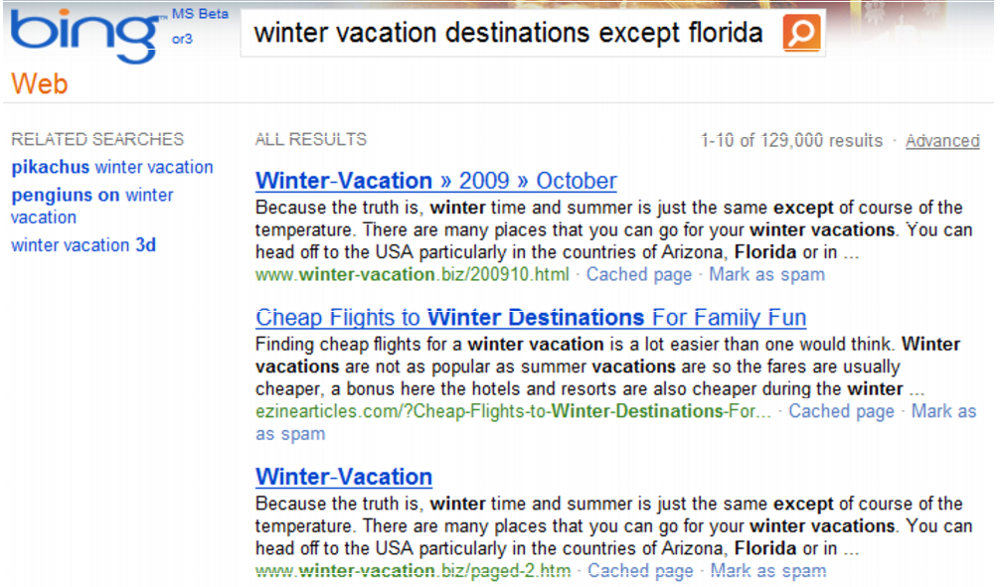 bing™ MS Beta
or3
winter vacation destinations except florida
Web
RELATED SEARCHES
pikachus winter vacation
pengiuns on winter
vacation
winter vacation 3d
ALL RESULTS
1-10 of 129,000 results · Advanced
Winter-Vacation » 2009 » October
Because the truth is, winter time and summer is just the same except of course of the
temperature. There are many places that you can go for your winter vacations. You can
head off to the USA particularly in the countries of Arizona, Florida or in ...
www.winter-vacation.biz/200910.html · Cached page · Mark as spam
Cheap Flights to Winter Destinations For Family Fun
Finding cheap flights for a winter vacation is a lot easier than one would think. Winter
vacations are not as popular as summer vacations are so the fares are usually
cheaper, a bonus here the hotels and resorts are also cheaper during the winter ...
ezinearticles.com/?Cheap-Flights-to-Winter-Destinations-For... · Cached page · Mark as
as spam
Winter-Vacation
Because the truth is, winter time and summer is just the same except of course of the
temperature. There are many places that you can go for your winter vacations. You can
head off to the USA particularly in the countries of Arizona, Florida or in ...
www.winter-vacation.biz/paged-2.htm · Cached page · Mark as spam